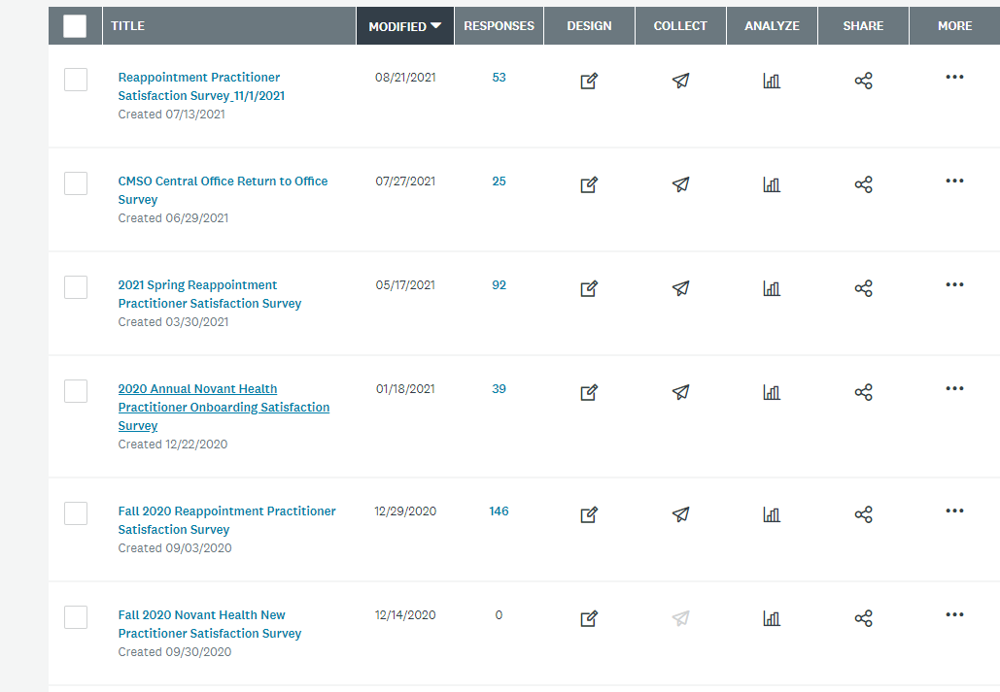 TITLE MODIFIED RESPONSES DESIGN COLLECT ANALYZE SHARE MORE
Reappointment Practitioner 08/21/2021 53
Satisfaction Survey_11/1/2021
Created 07/13/2021
CMSO Central Office Return to Office 07/27/2021 25
Survey
Created 06/29/2021
2021 Spring Reappointment 05/17/2021 92
Practitioner Satisfaction Survey
Created 03/30/2021
2020 Annual Novant Health 01/18/2021 39
Practitioner Onboarding Satisfaction
Survey
Created 12/22/2020
Fall 2020 Reappointment Practitioner 12/29/2020 146
Satisfaction Survey
Created 09/03/2020
Fall 2020 Novant Health New 12/14/2020 0
Practitioner Satisfaction Survey
Created 09/30/2020